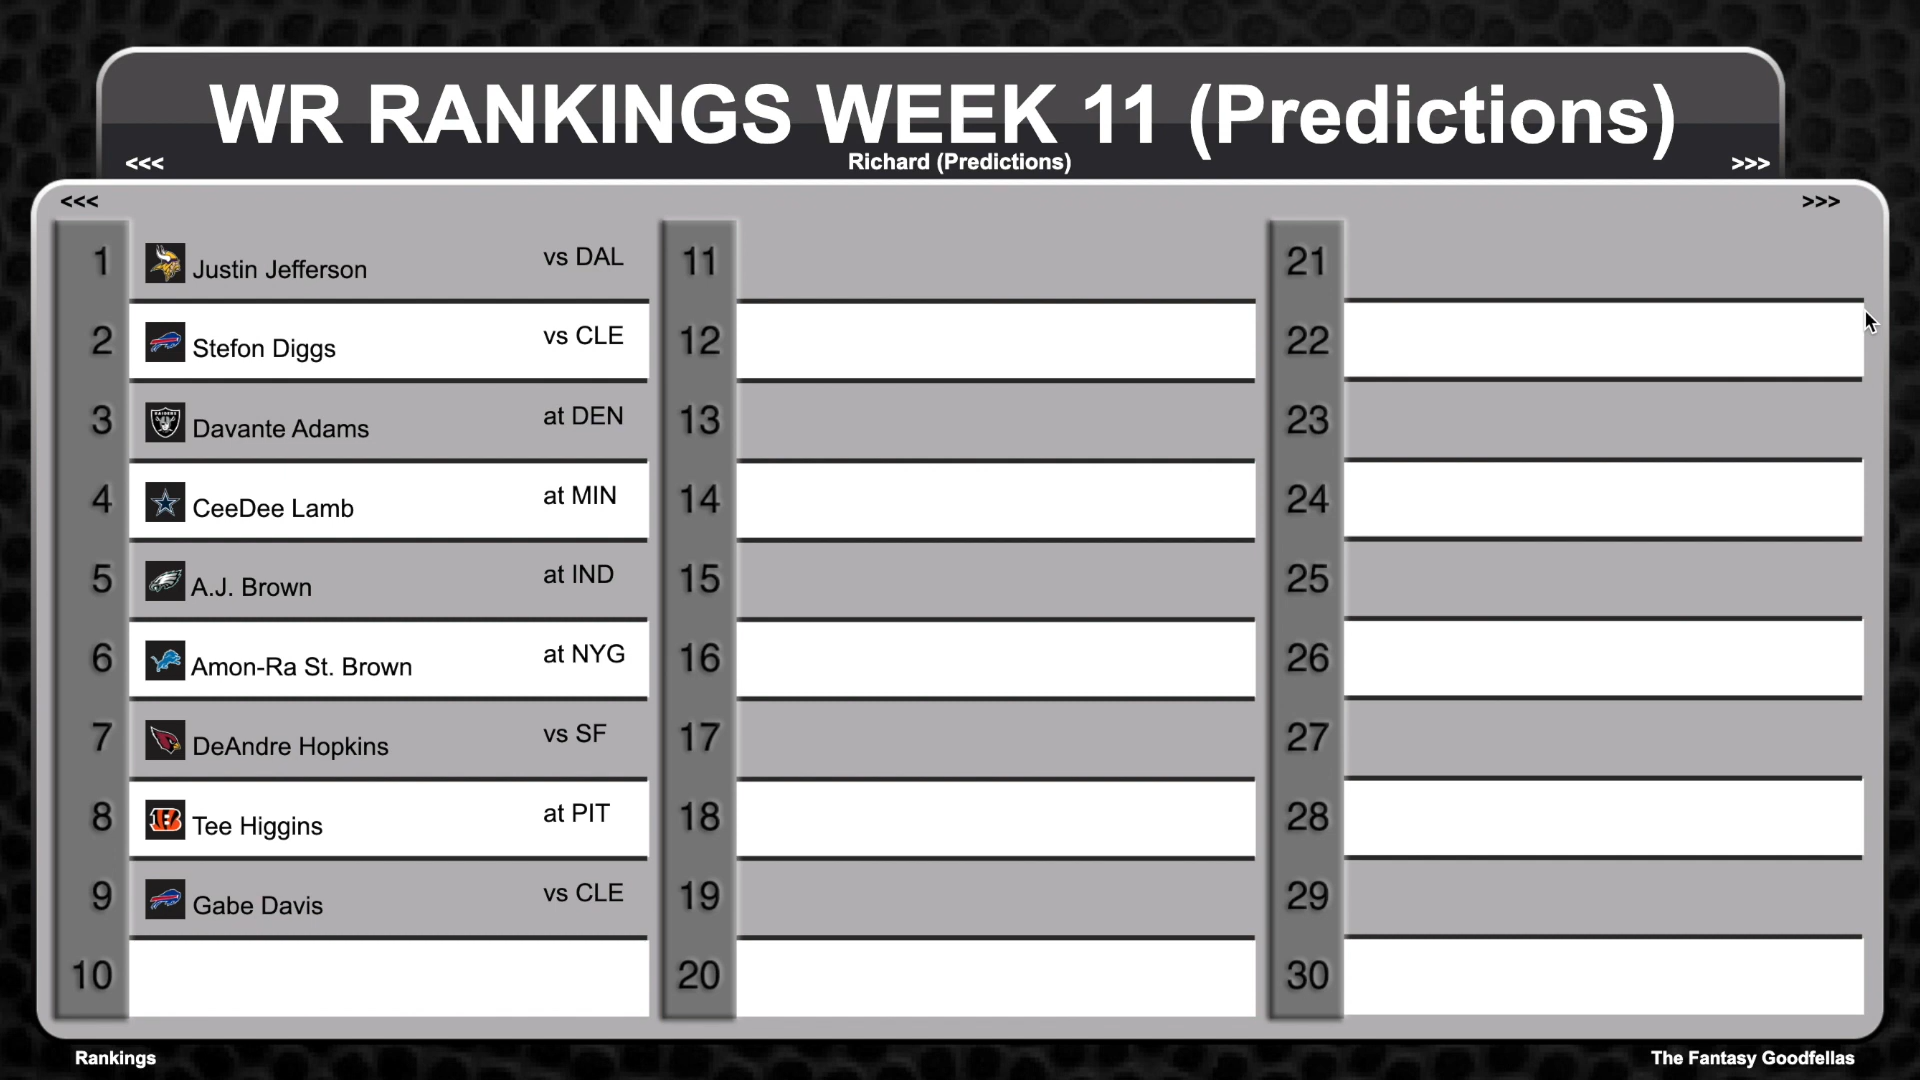 WR RANKINGS WEEK 11 (Predictions)
<<< Richard (Predictions) >>>
<<< >>>
1 Justin Jefferson vs DAL
2 Stefon Diggs vs CLE
3 Davante Adams at DEN
4 CeeDee Lamb at MIN
5 A.J. Brown at IND
6 Amon-Ra St. Brown at NYG
7 DeAndre Hopkins vs SF
8 Tee Higgins at PIT
9 Gabe Davis vs CLE
10
11
12
13
14
15
16
17
18
19
20
21
22
23
24
25
26
27
28
29
30
Rankings
The Fantasy Goodfellas